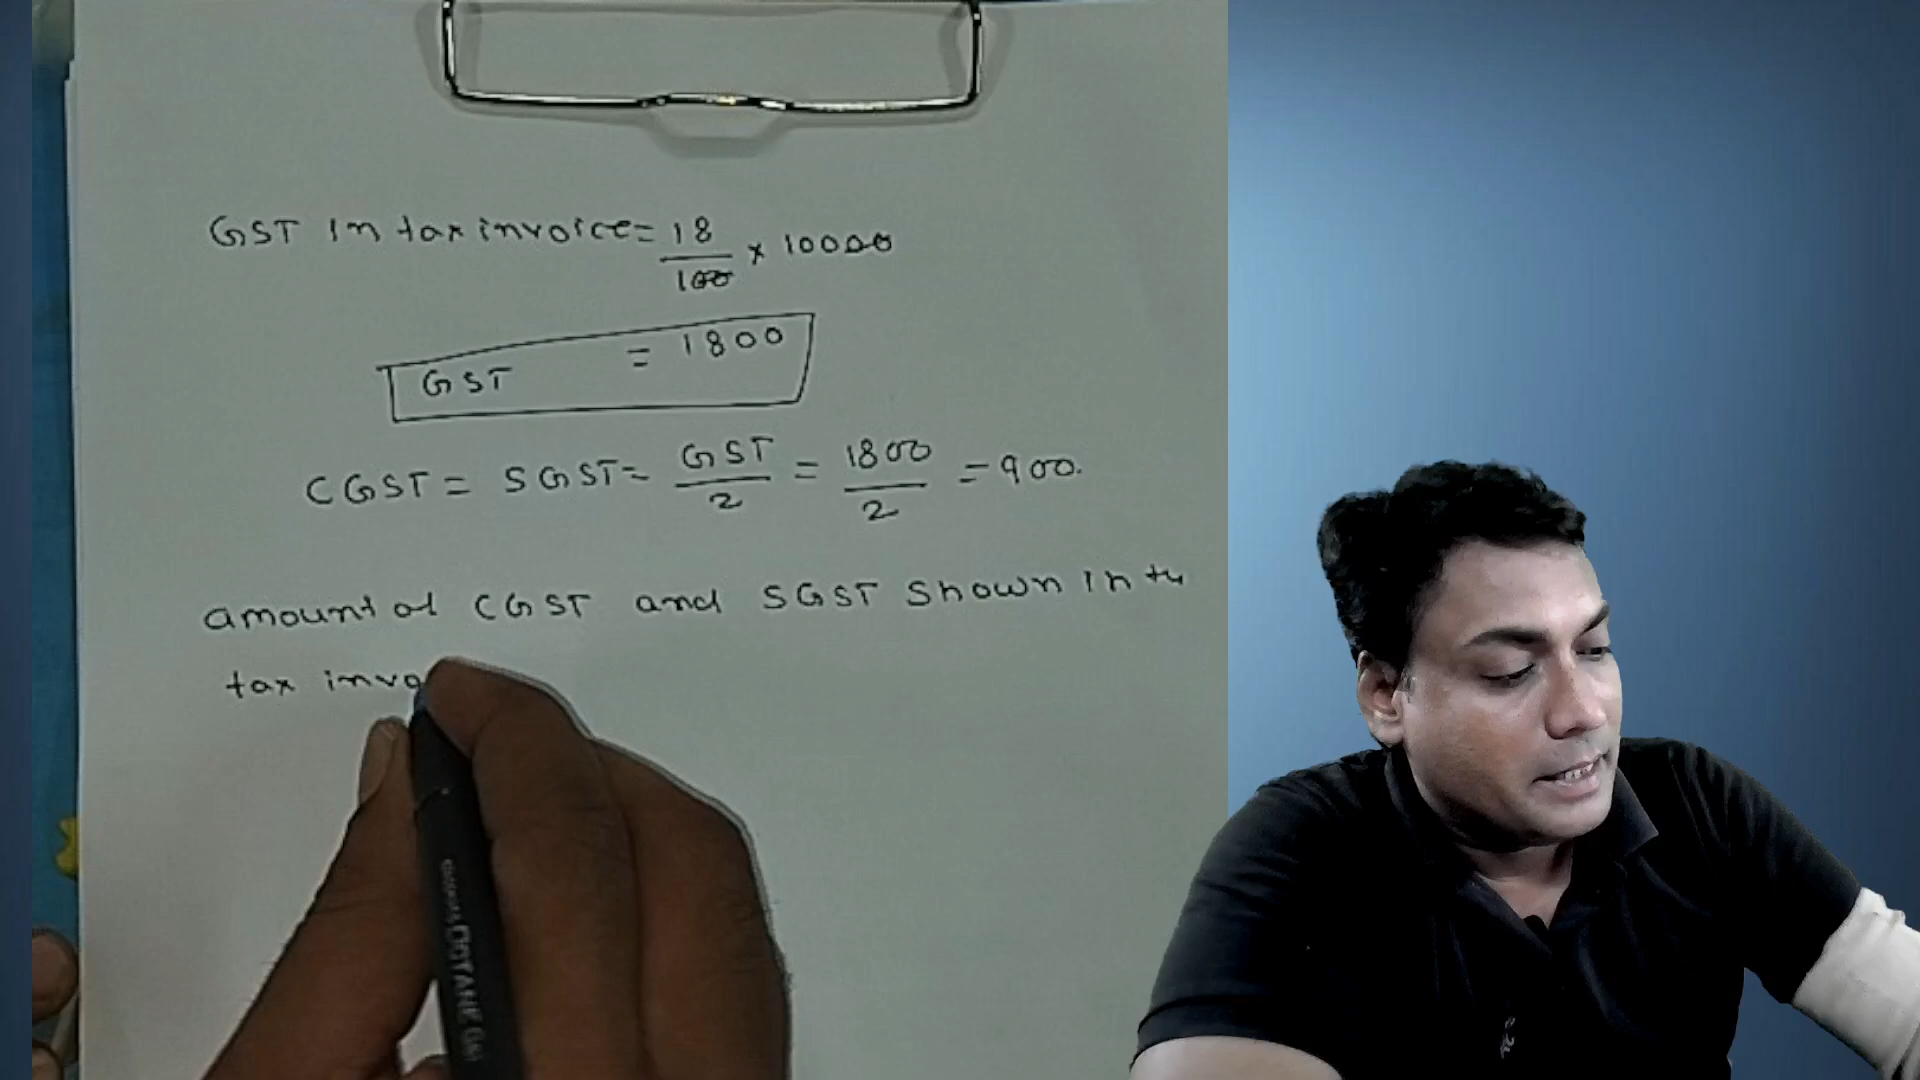 GST in tax invoice = 18/100 × 10000
GST = 1800
CGST = SGST = GST/2 = 1800/2 = 900.
amount of CGST and SGST shown in the
tax invo
OCTANE